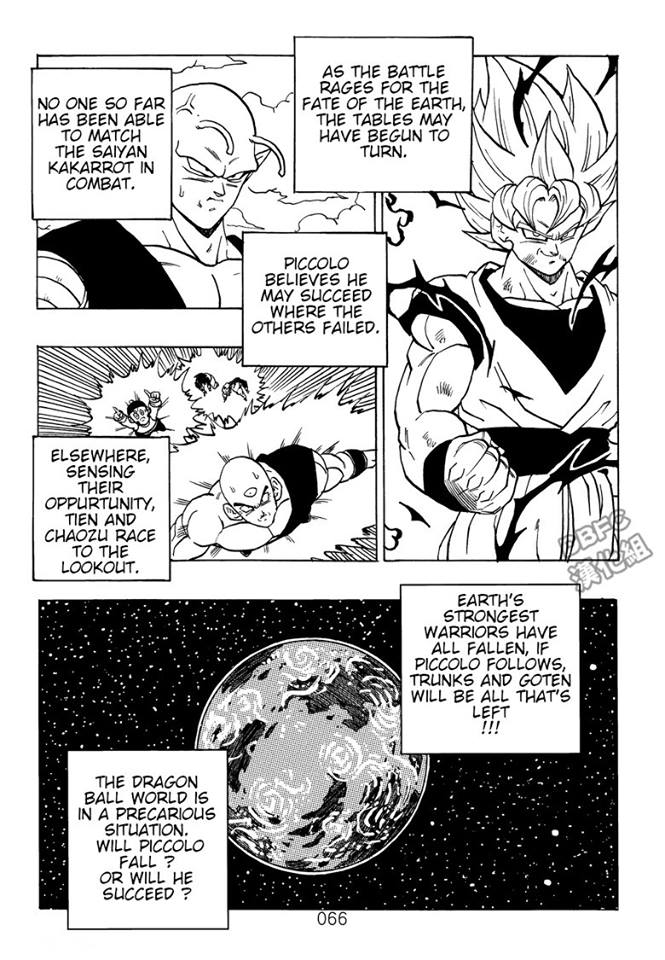 AS THE BATTLE
RAGES FOR THE
FATE OF THE EARTH,
THE TABLES MAY
HAVE BEGUN TO
TURN.
NO ONE SO FAR
HAS BEEN ABLE
TO MATCH
THE SAIYAN
KAKARROT IN
COMBAT.
PICCOLO
BELIEVES HE
MAY SUCCEED
WHERE THE
OTHERS FAILED.
ELSEWHERE,
SENSING
THEIR
OPPURTUNITY,
TIEN AND
CHAOZU RACE
TO THE
LOOKOUT.
漢化組
EARTH'S
STRONGEST
WARRIORS HAVE
ALL FALLEN, IF
PICCOLO FOLLOWS,
TRUNKS AND GOTEN
WILL BE ALL THAT'S
LEFT
!!!
THE DRAGON
BALL WORLD IS
IN A PRECARIOUS
SITUATION.
WILL PICCOLO
FALL ?
OR WILL HE
SUCCEED ?
066